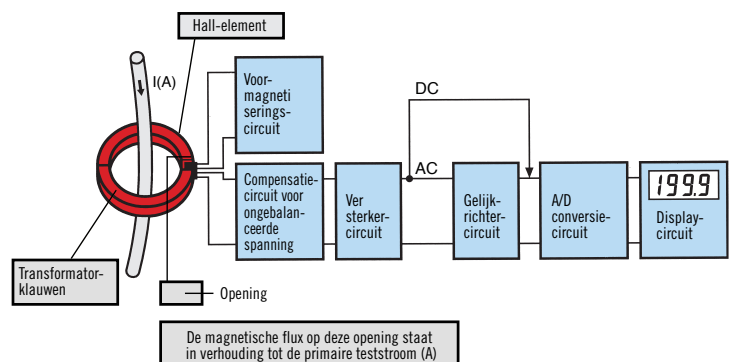 Hall-element
I(A)
Voor-
magneti
serings-
circuit
DC
AC
Compensatie-
circuit voor
ongebalan-
ceerde
spanning
Ver
sterker-
circuit
Gelijk-
richter-
circuit
A/D
conversie-
circuit
199.9
Display-
circuit
Transformator-
klauwen
Opening
De magnetische flux op deze opening staat
in verhouding tot de primaire teststroom (A)